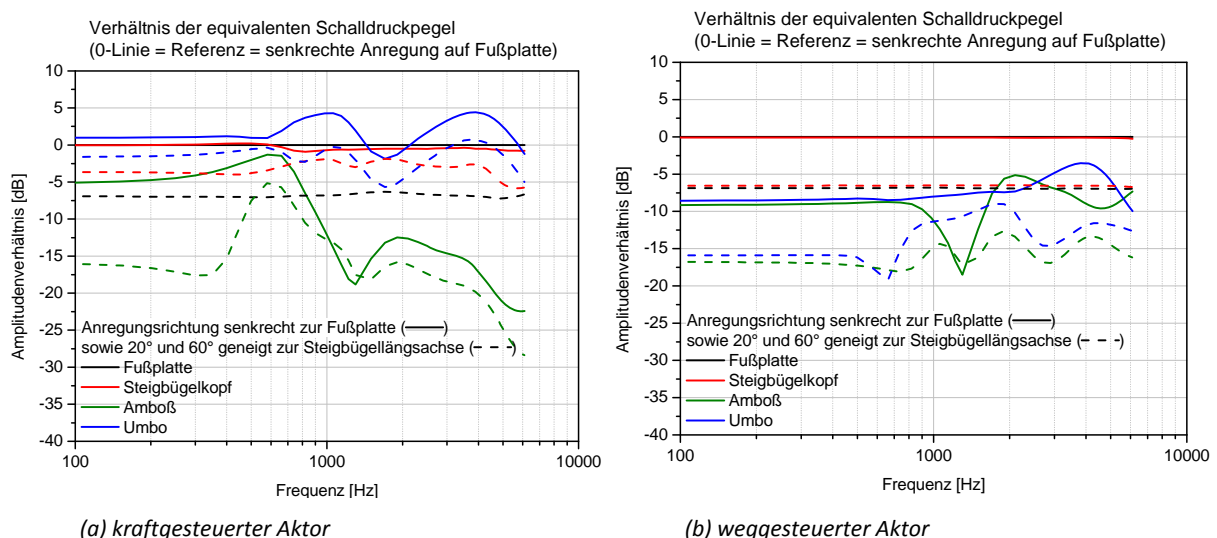 Verhältnis der equivalenten Schalldruckpegel
(0-Linie = Referenz = senkrechte Anregung auf Fußplatte)
10
5
0
-5
-10
-15
-20
-25
-30
-35
-40
Amplitudenverhältnis [dB]
Anregungsrichtung senkrecht zur Fußplatte (——)
sowie 20° und 60° geneigt zur Steigbügellängsachse (– – –)
Fußplatte
Steigbügelkopf
Amboß
Umbo
100
1000
10000
Frequenz [Hz]
(a) kraftgesteuerter Aktor
Verhältnis der equivalenten Schalldruckpegel
(0-Linie = Referenz = senkrechte Anregung auf Fußplatte)
10
5
0
-5
-10
-15
-20
-25
-30
-35
-40
Amplitudenverhältnis [dB]
Anregungsrichtung senkrecht zur Fußplatte (——)
sowie 20° und 60° geneigt zur Steigbügellängsachse (– – –)
Fußplatte
Steigbügelkopf
Amboß
Umbo
100
1000
10000
Frequenz [Hz]
(b) weggesteuerter Aktor